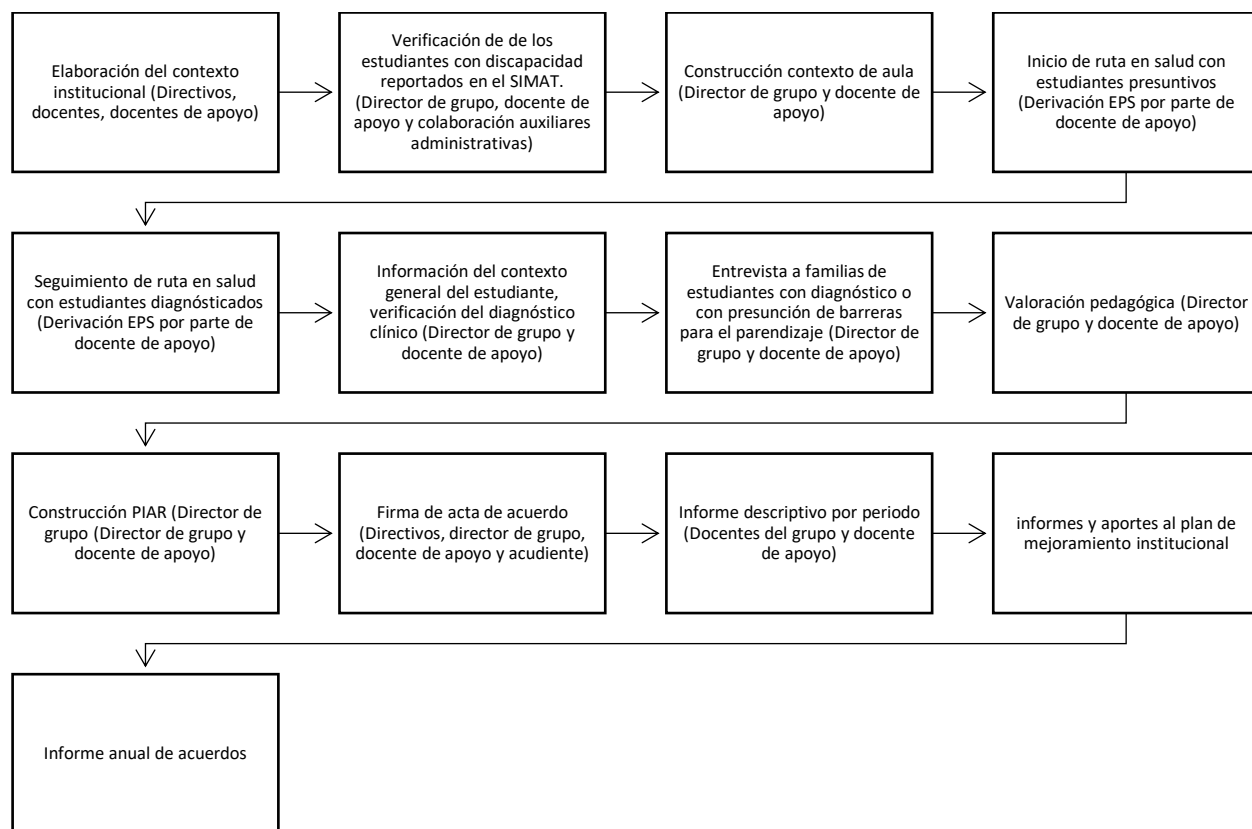 Elaboración del contexto
institucional (Directivos,
docentes, docentes de apoyo)
Verificación de de los
estudiantes con discapacidad
reportados en el SIMAT.
(Director de grupo, docente de
apoyo y colaboración auxiliares
administrativas)
Construcción contexto de aula
(Director de grupo y docente de
apoyo)
Inicio de ruta en salud con
estudiantes presuntivos
(Derivación EPS por parte de
docente de apoyo)
Seguimiento de ruta en salud
con estudiantes diagnósticados
(Derivación EPS por parte de
docente de apoyo)
Información del contexto
general del estudiante,
verificación del diagnóstico
clínico (Director de grupo y
docente de apoyo)
Entrevista a familias de
estudiantes con diagnóstico o
con presunción de barreras
para el parendizaje (Director de
grupo y docente de apoyo)
Valoración pedagógica (Director
de grupo y docente de apoyo)
Construcción PIAR (Director de
grupo (Director de grupo y
docente de apoyo)
Firma de acta de acuerdo
(Directivos, director de grupo,
docente de apoyo y acudiente)
Informe descriptivo por periodo
(Docentes del grupo y docente
de apoyo)
informes y aportes al plan de
mejoramiento institucional
Informe anual de acuerdos